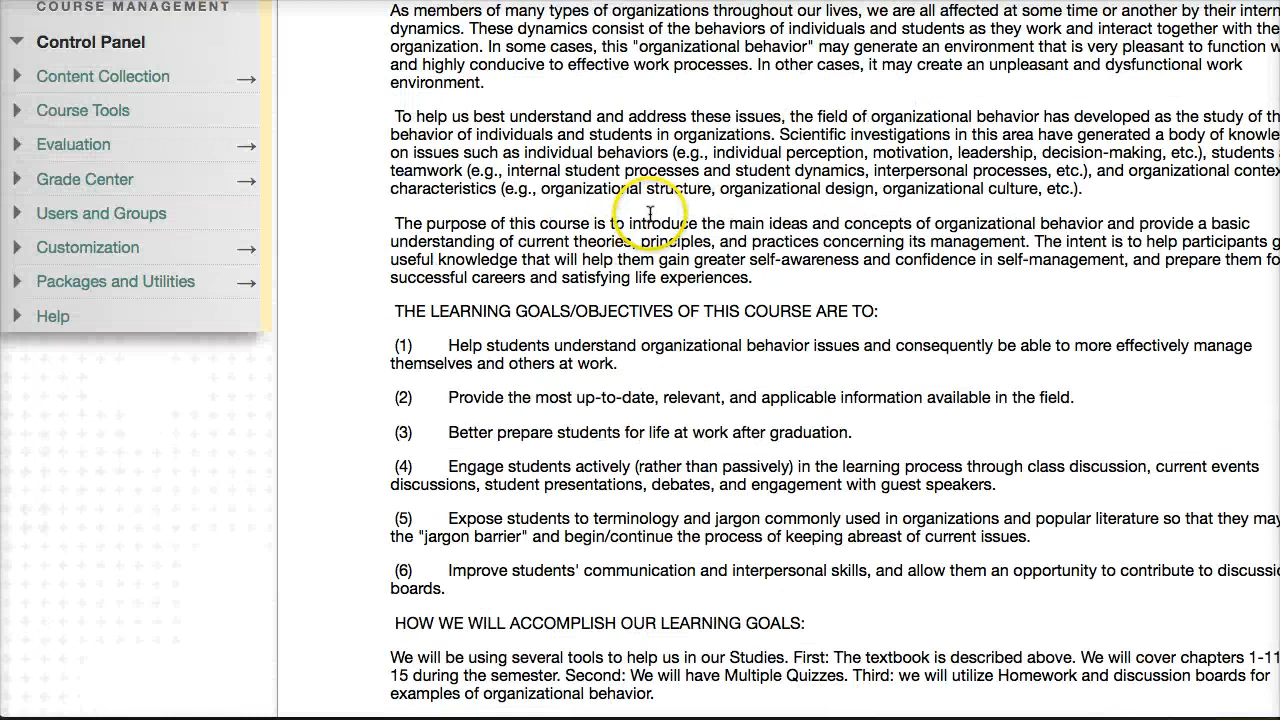 COURSE MANAGEMENT
Control Panel
Content Collection
Course Tools
Evaluation
Grade Center
Users and Groups
Customization
Packages and Utilities
Help
As members of many types of organizations throughout our lives, we are all affected at some time or another by their
dynamics. These dynamics consist of the behaviors of individuals and students as they work and interact together with the
organization. In some cases, this "organizational behavior" may generate an environment that is very pleasant to function
and highly conducive to effective work processes. In other cases, it may create an unpleasant and dysfunctional work
environment.
To help us best understand and address these issues, the field of organizational behavior has developed as the study of
behavior of individuals and students in organizations. Scientific investigations in this area have generated a body of
on issues such as individual behaviors (e.g., individual perception, motivation, leadership, decision-making, etc.), students
teamwork (e.g., internal student processes and student dynamics, interpersonal processes, etc.), and organizational
characteristics (e.g., organizational structure, organizational design, organizational culture, etc.).
The purpose of this course is to introduce the main ideas and concepts of organizational behavior and provide a basic
understanding of current theories, principles, and practices concerning its management. The intent is to help participants
useful knowledge that will help them gain greater self-awareness and confidence in self-management, and prepare them
successful careers and satisfying life experiences.
THE LEARNING GOALS/OBJECTIVES OF THIS COURSE ARE TO:
(1) Help students understand organizational behavior issues and consequently be able to more effectively manage
themselves and others at work.
(2) Provide the most up-to-date, relevant, and applicable information available in the field.
(3) Better prepare students for life at work after graduation.
(4) Engage students actively (rather than passively) in the learning process through class discussion, current events
discussions, student presentations, debates, and engagement with guest speakers.
(5) Expose students to terminology and jargon commonly used in organizations and popular literature so that they may
the "jargon barrier" and begin/continue the process of keeping abreast of current issues.
(6) Improve students' communication and interpersonal skills, and allow them an opportunity to contribute to
boards.
HOW WE WILL ACCOMPLISH OUR LEARNING GOALS:
We will be using several tools to help us in our Studies. First: The textbook is described above. We will cover chapters 1-11
15 during the semester. Second: We will have Multiple Quizzes. Third: we will utilize Homework and discussion boards for
examples of organizational behavior.